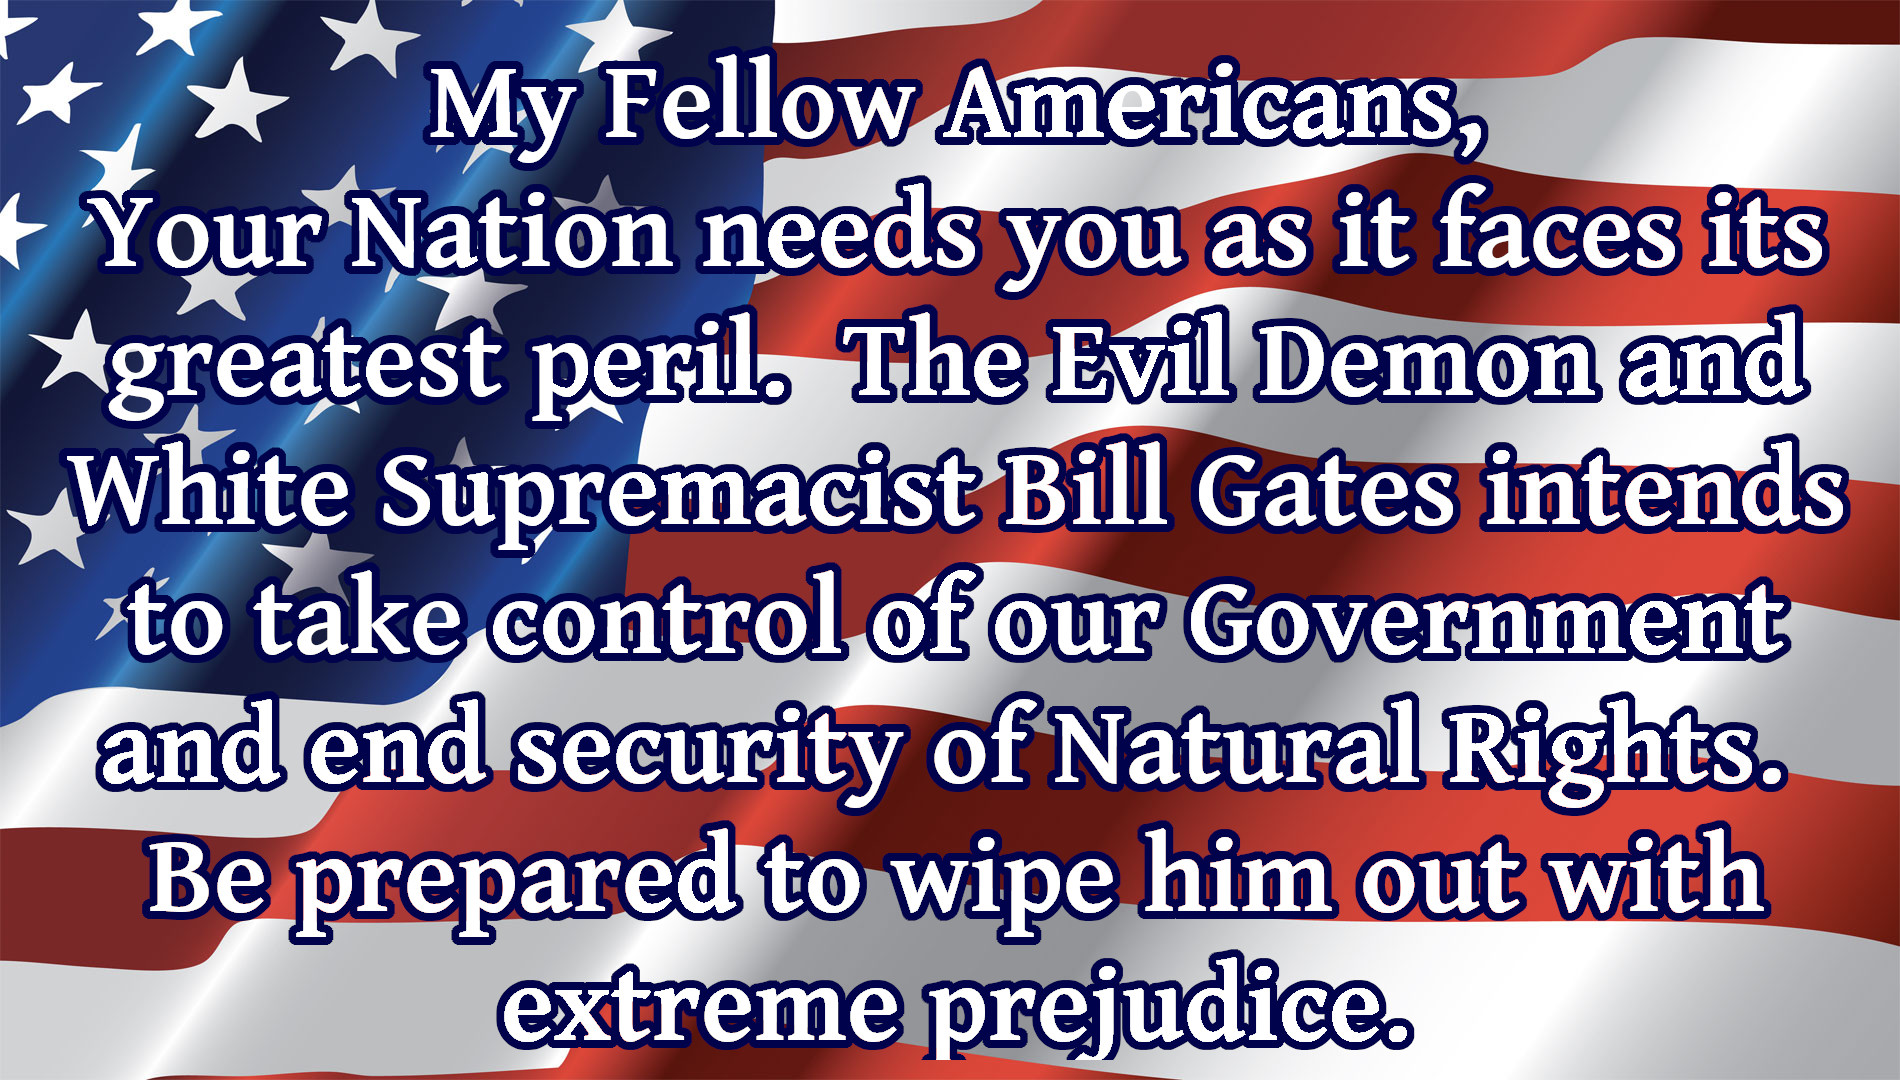 My Fellow Americans,
Your Nation needs you as it faces its
greatest peril.  The Evil Demon and
White Supremacist Bill Gates intends
to take control of our Government
and end security of Natural Rights.
Be prepared to wipe him out with
extreme prejudice.